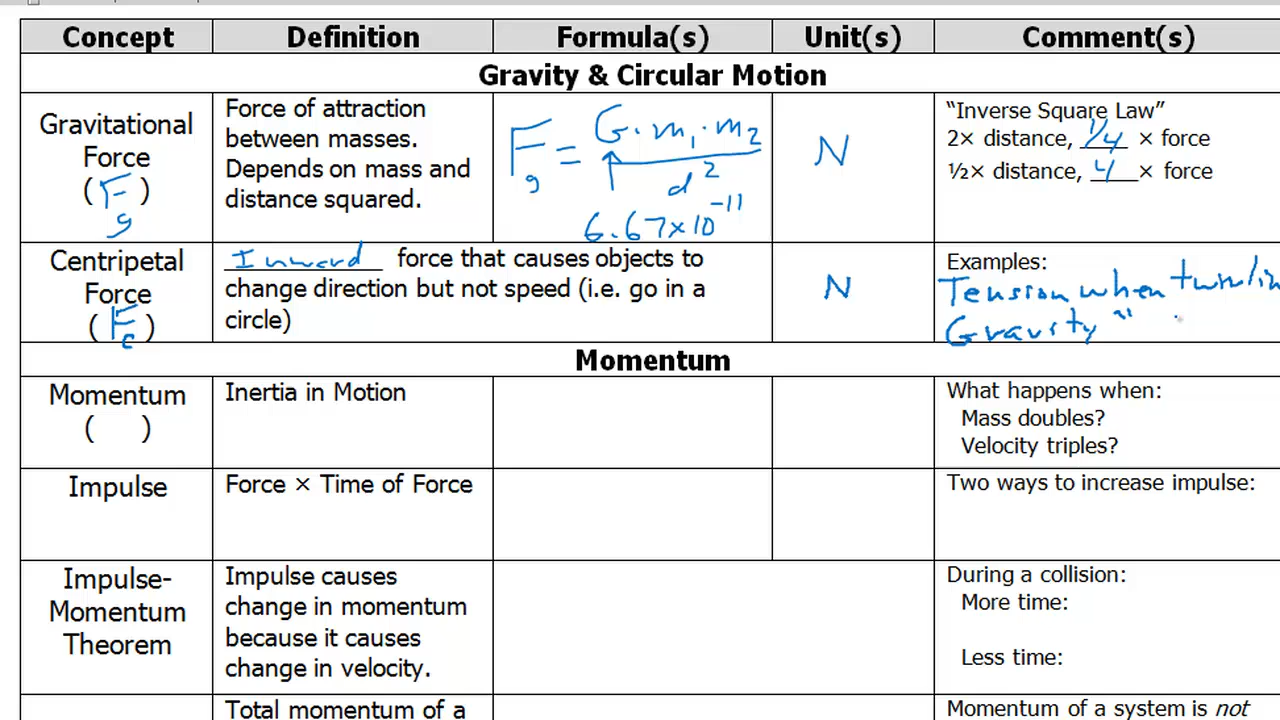 Concept Definition Formula(s) Unit(s) Comment(s)
Gravity & Circular Motion
Gravitational
Force
(Fg)
Force of attraction
between masses.
Depends on mass and
distance squared.
Fg = G·m₁·m₂
d²
6.67×10⁻¹¹
N
“Inverse Square Law”
2× distance, 1/4 × force
½× distance, 4 × force
Centripetal
Force
(Fc)
Inward force that causes objects to
change direction but not speed (i.e. go in a
circle)
N
Examples:
Tension when
Gravity "
Momentum
Momentum
( )
Inertia in Motion
What happens when:
Mass doubles?
Velocity triples?
Impulse
Force × Time of Force
Two ways to increase impulse:
Impulse-
Momentum
Theorem
Impulse causes
change in momentum
because it causes
change in velocity.
During a collision:
More time:
Less time:
Total momentum of a
Momentum of a system is not